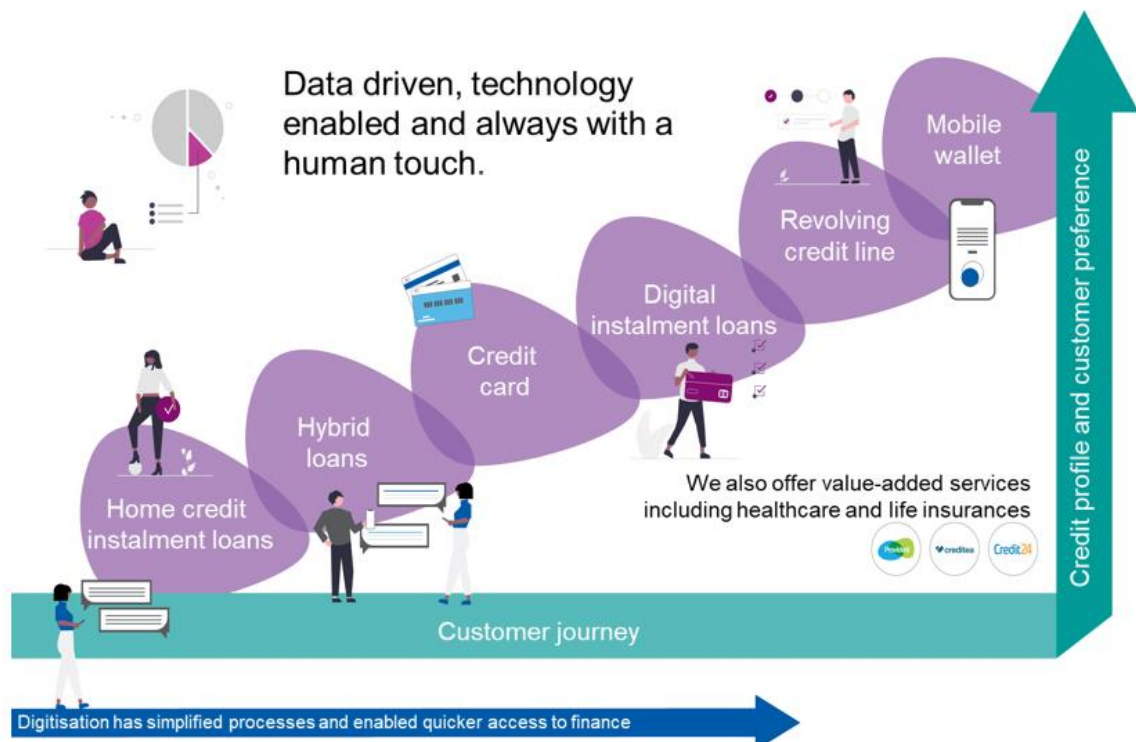 Data driven, technology
enabled and always with a
human touch.
Mobile
wallet
Revolving
credit line
Digital
instalment loans
Credit
card
Hybrid
loans
Home credit
instalment loans
We also offer value-added services
including healthcare and life insurances
Provident
creditea
Credit24
Credit profile and customer preference
Customer journey
Digitisation has simplified processes and enabled quicker access to finance